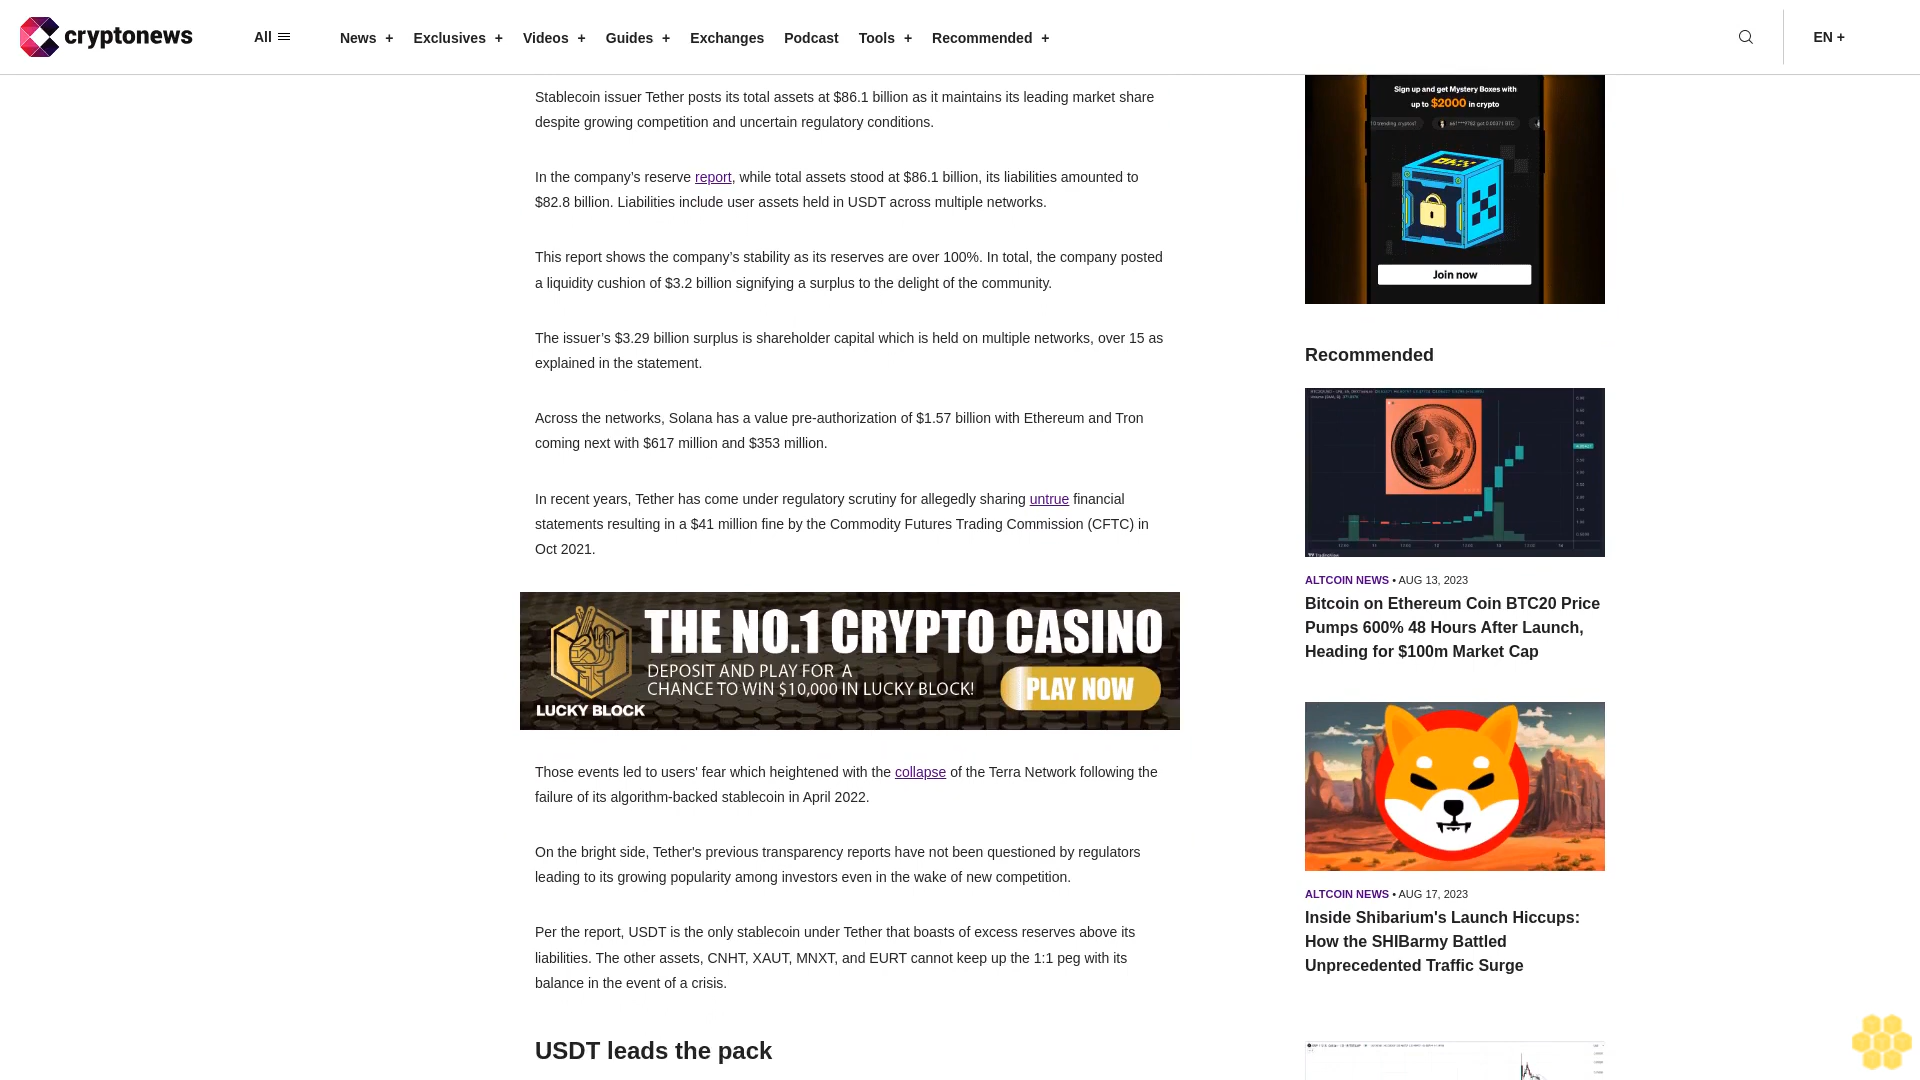 cryptonews
All
News +
Exclusives +
Videos +
Guides +
Exchanges
Podcast
Tools +
Recommended +
EN +
Stablecoin issuer Tether posts its total assets at $86.1 billion as it maintains its leading market share
despite growing competition and uncertain regulatory conditions.
In the company’s reserve report, while total assets stood at $86.1 billion, its liabilities amounted to
$82.8 billion. Liabilities include user assets held in USDT across multiple networks.
This report shows the company’s stability as its reserves are over 100%. In total, the company posted
a liquidity cushion of $3.2 billion signifying a surplus to the delight of the community.
The issuer’s $3.29 billion surplus is shareholder capital which is held on multiple networks, over 15 as
explained in the statement.
Across the networks, Solana has a value pre-authorization of $1.57 billion with Ethereum and Tron
coming next with $617 million and $353 million.
In recent years, Tether has come under regulatory scrutiny for allegedly sharing untrue financial
statements resulting in a $41 million fine by the Commodity Futures Trading Commission (CFTC) in
Oct 2021.
THE NO.1 CRYPTO CASINO
DEPOSIT AND PLAY FOR A
CHANCE TO WIN $10,000 IN LUCKY BLOCK!
PLAY NOW
LUCKY BLOCK
Those events led to users' fear which heightened with the collapse of the Terra Network following the
failure of its algorithm-backed stablecoin in April 2022.
On the bright side, Tether's previous transparency reports have not been questioned by regulators
leading to its growing popularity among investors even in the wake of new competition.
Per the report, USDT is the only stablecoin under Tether that boasts of excess reserves above its
liabilities. The other assets, CNHT, XAUT, MNXT, and EURT cannot keep up the 1:1 peg with its
balance in the event of a crisis.
USDT leads the pack
Sign up and get Mystery Boxes with
up to $2000 in crypto
Join now
Recommended
ALTCOIN NEWS • AUG 13, 2023
Bitcoin on Ethereum Coin BTC20 Price
Pumps 600% 48 Hours After Launch,
Heading for $100m Market Cap
ALTCOIN NEWS • AUG 17, 2023
Inside Shibarium's Launch Hiccups:
How the SHIBarmy Battled
Unprecedented Traffic Surge